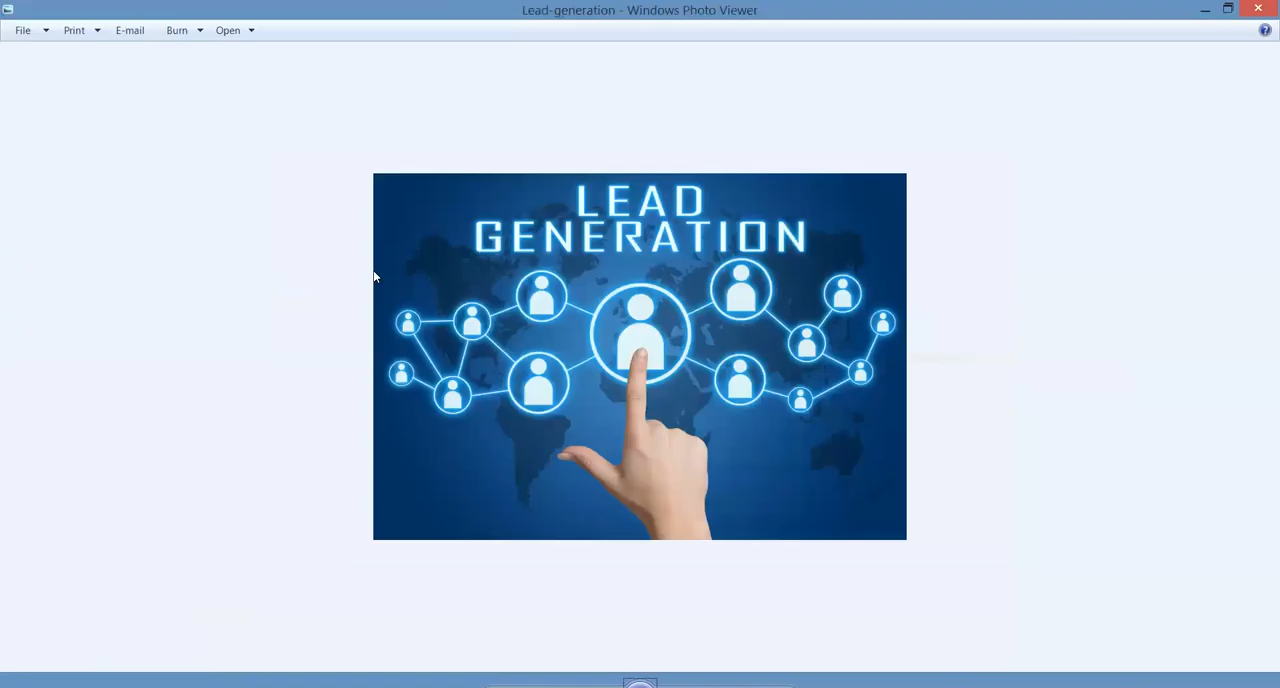 Lead-generation - Windows Photo Viewer
File Print E-mail Burn Open
LEAD
GENERATION